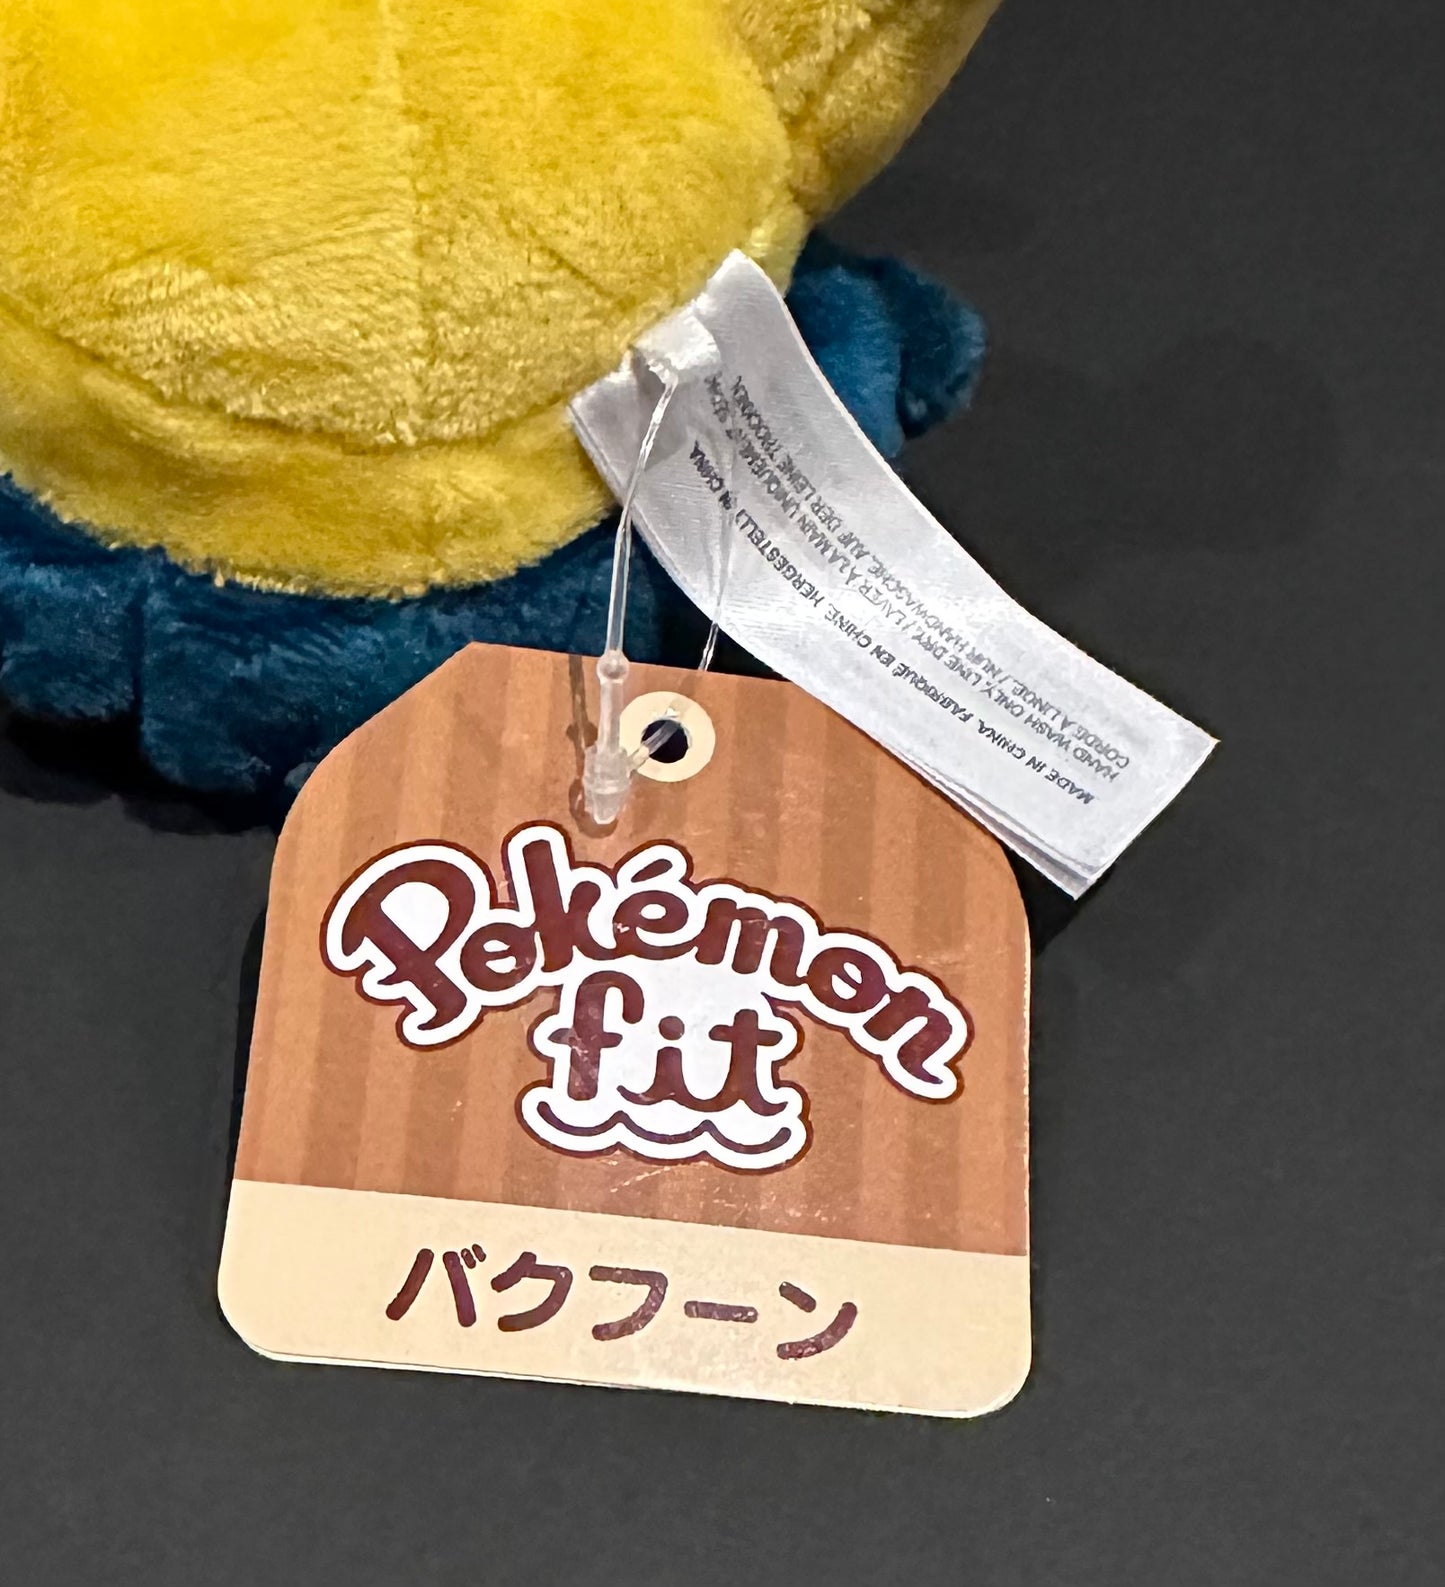 Pokémon
fit
バクフーン
MADE IN CHINA. FABRIQUÉ EN CHINE. HERGESTELLT IN CHINA.
HAND WASH ONLY, LINE DRY. / LAVER À LA MAIN UNIQUEMENT
CORDE A LINGE. / NUR HANDWÄSCHE, AUF DER LEINE TROCKNEN.